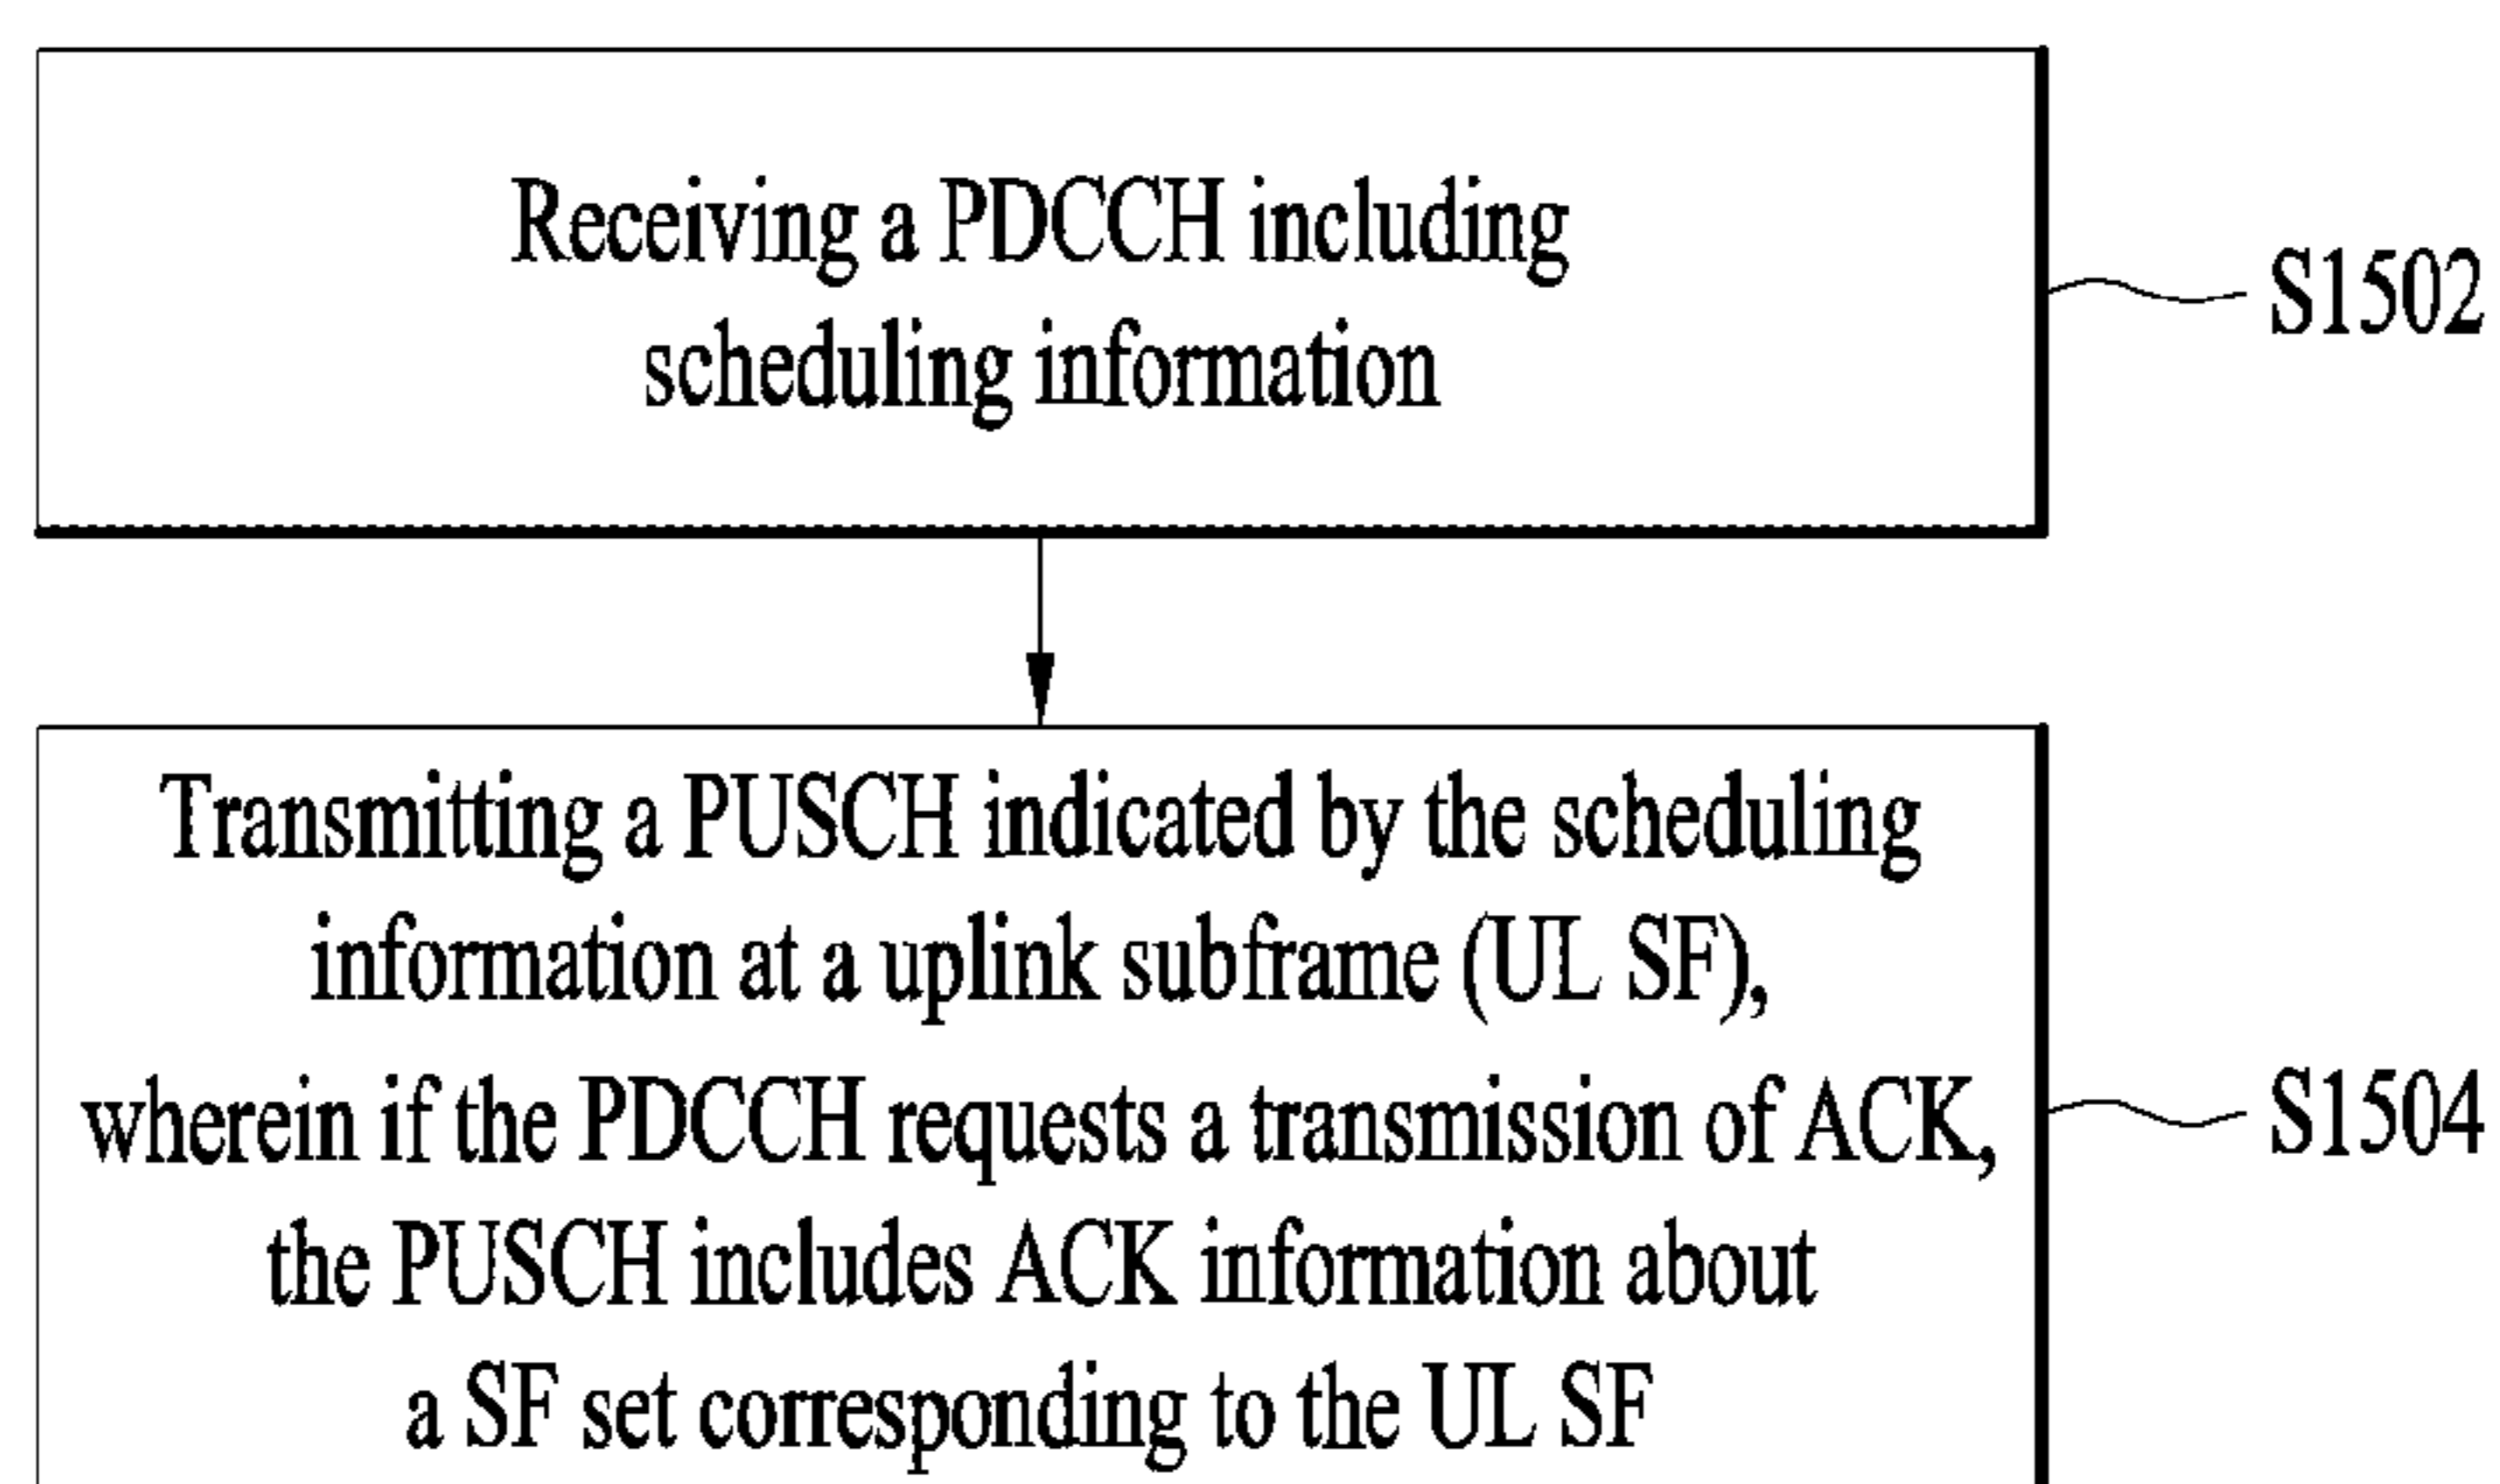 Receiving a PDCCH including
scheduling information
S1502
Transmitting a PUSCH indicated by the scheduling
information at a uplink subframe (UL SF),
wherein if the PDCCH requests a transmission of ACK,
the PUSCH includes ACK information about
a SF set corresponding to the UL SF
S1504